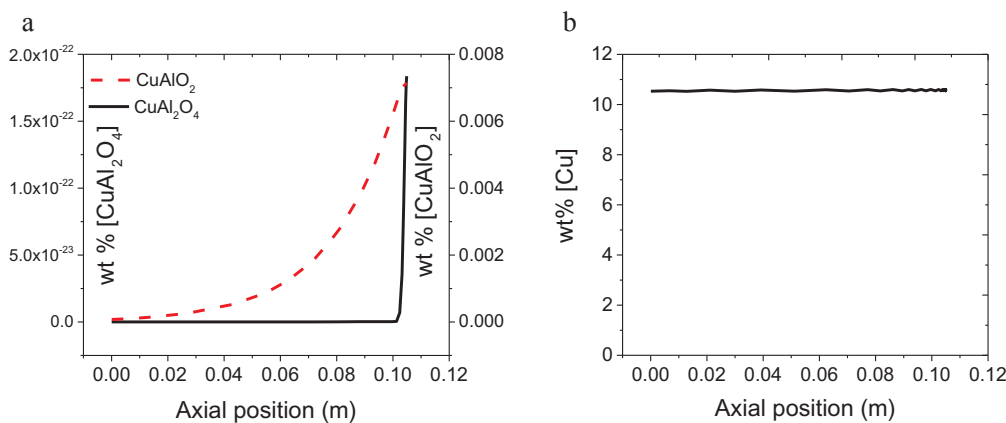 a
2.0x10-22
1.5x10-22
1.0x10-22
5.0x10-23
0.0
wt % [CuAl2O4]
CuAlO2
CuAl2O4
0.008
0.006
0.004
0.002
0.000
wt % [CuAlO2]
0.00 0.02 0.04 0.06 0.08 0.10 0.12
Axial position (m)
b
12
10
8
6
4
2
0
wt% [Cu]
0.00 0.02 0.04 0.06 0.08 0.10 0.12
Axial position (m)